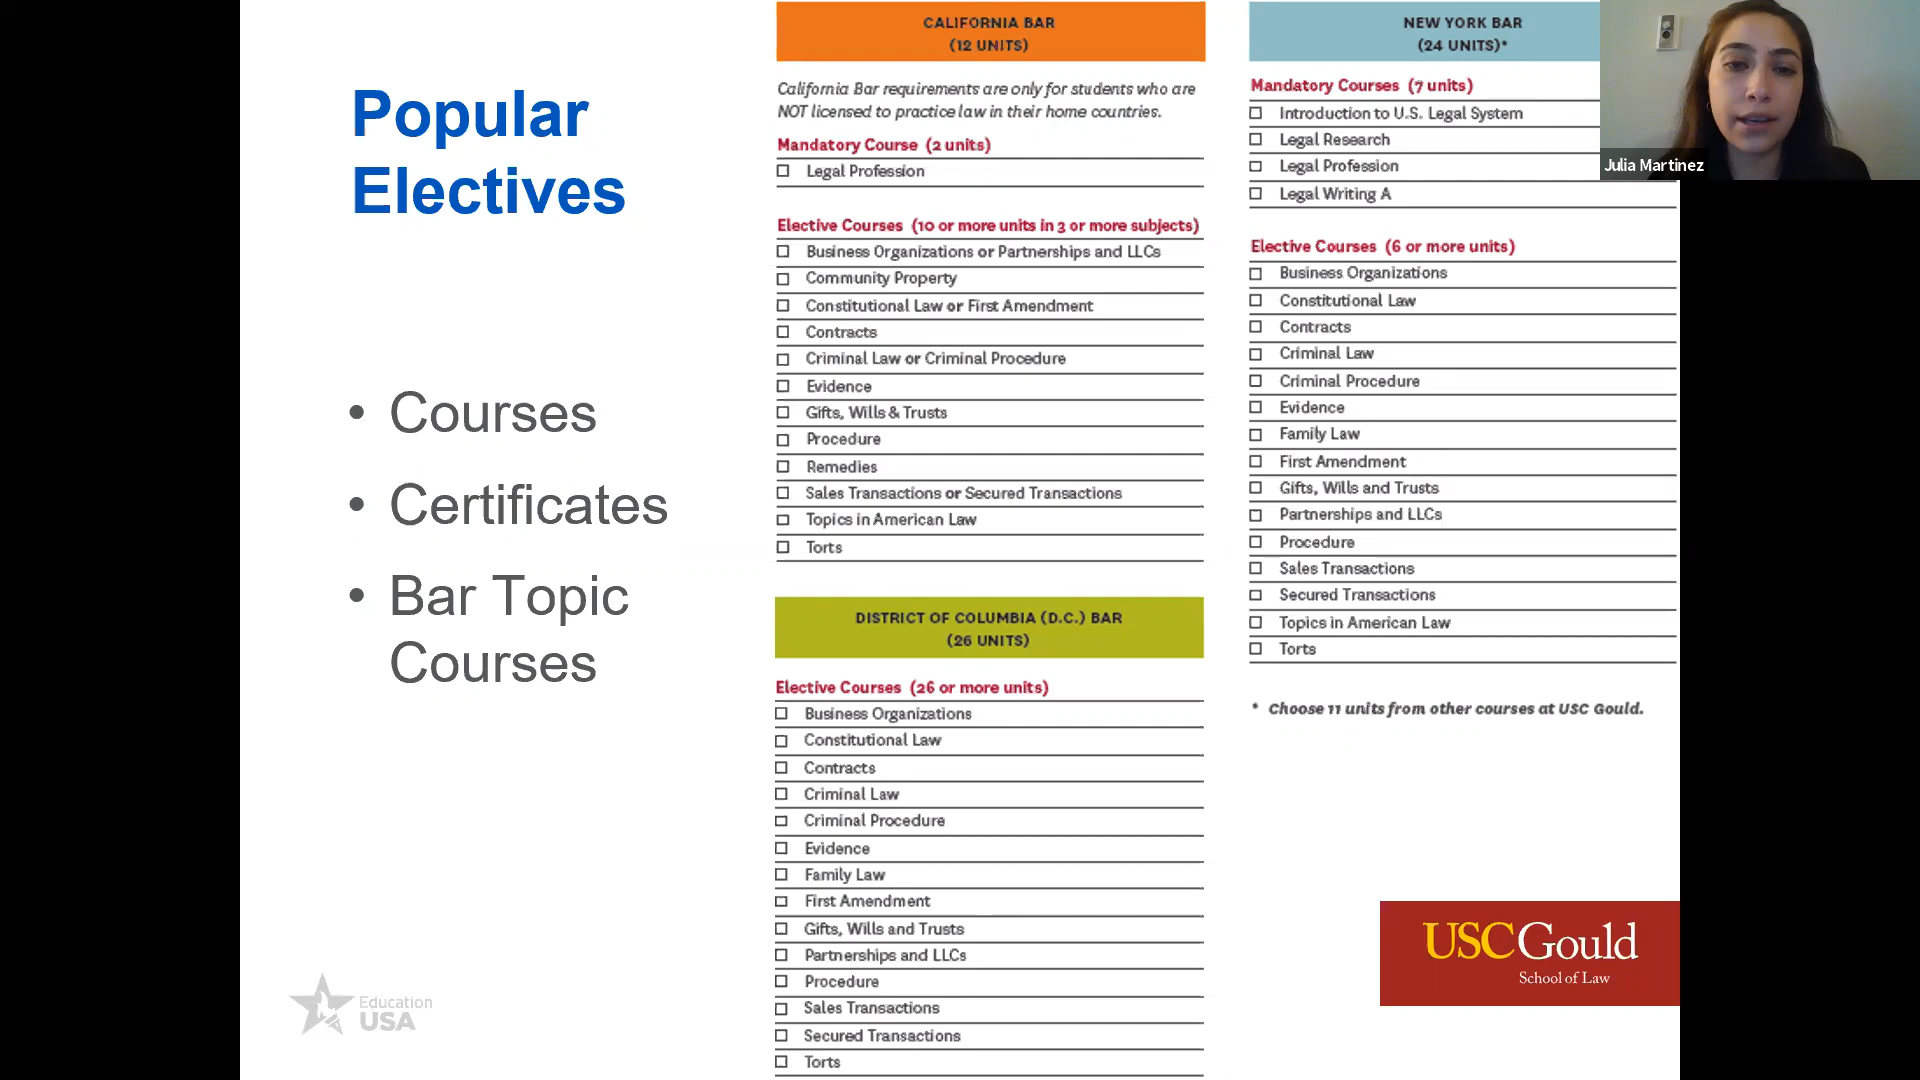 Popular
Electives
• Courses
• Certificates
• Bar Topic
Courses
CALIFORNIA BAR
(12 UNITS)
California Bar requirements are only for students who are
NOT licensed to practice law in their home countries.
Mandatory Course (2 units)
Legal Profession
Elective Courses (10 or more units in 3 or more subjects)
Business Organizations or Partnerships and LLCs
Community Property
Constitutional Law or First Amendment
Contracts
Criminal Law or Criminal Procedure
Evidence
Gifts, Wills & Trusts
Procedure
Remedies
Sales Transactions or Secured Transactions
Topics in American Law
Torts
DISTRICT OF COLUMBIA (D.C.) BAR
(26 UNITS)
Elective Courses (26 or more units)
Business Organizations
Constitutional Law
Contracts
Criminal Law
Criminal Procedure
Evidence
Family Law
First Amendment
Gifts, Wills and Trusts
Partnerships and LLCs
Procedure
Sales Transactions
Secured Transactions
Torts
NEW YORK BAR
(24 UNITS)*
Mandatory Courses (7 units)
Introduction to U.S. Legal System
Legal Research
Legal Profession
Legal Writing A
Elective Courses (6 or more units)
Business Organizations
Constitutional Law
Contracts
Criminal Law
Criminal Procedure
Evidence
Family Law
First Amendment
Gifts, Wills and Trusts
Partnerships and LLCs
Procedure
Sales Transactions
Secured Transactions
Topics in American Law
Torts
* Choose 11 units from other courses at USC Gould.
Julia Martinez
USC Gould
School of Law
Education
USA